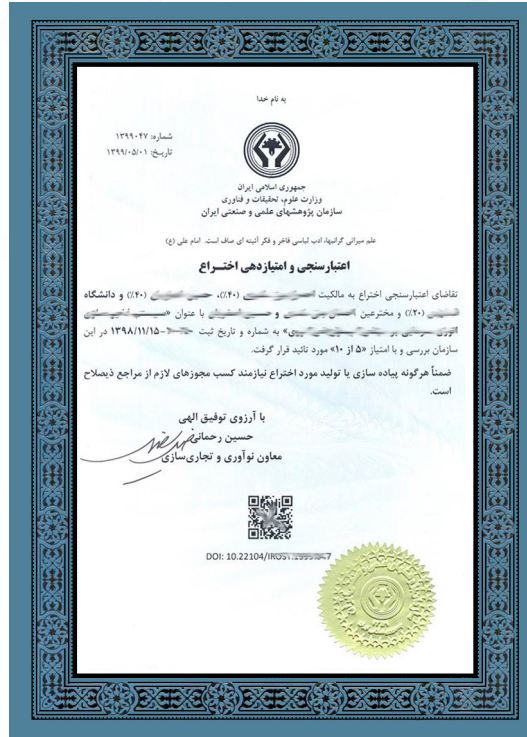 به نام خدا
شماره: ۱۳۹۹۰۴۷
تاریخ: ۱۳۹۹/۰۵/۰۱
جمهوری اسلامی ایران
وزارت علوم، تحقیقات و فناوری
سازمان پژوهشهای علمی و صنعتی ایران
علم میراثی گرانبها، ادب لباسی فاخر و فکر آئینه ای صاف است. امام علی (ع)
اعتبارسنجی و امتیازدهی اختـراع
تقاضای اعتبارسنجی اختراع به مالکیت (۴۰٪)، (۴۰٪) و دانشگاه
(۲۰٪) و مخترعین و با عنوان «
» به شماره و تاریخ ثبت -۱۳۹۸/۱۱/۱۵ در این
سازمان بررسی و با امتیاز «۵ از ۱۰» مورد تائید قرار گرفت.
ضمناً هرگونه پیاده سازی یا تولید مورد اختراع نیازمند کسب مجوزهای لازم از مراجع ذیصلاح
است.
با آرزوی توفیق الهی
حسین رحمانی
معاون نوآوری و تجاری‌سازی
DOI: 10.22104/